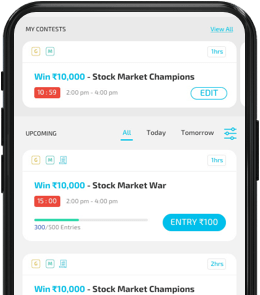 MY CONTESTS View All
G M 1hrs
Win ₹10,000 - Stock Market Champions
10 : 59 2.00 pm - 4:00 pm EDIT
UPCOMING All Today Tomorrow
G M 1hrs
Win ₹10,000 - Stock Market War
15 : 00 2.00 pm - 4:00 pm
300/500 Entries ENTRY ₹100
G M 2hrs
Win ₹10,000 - Stock Market Champions